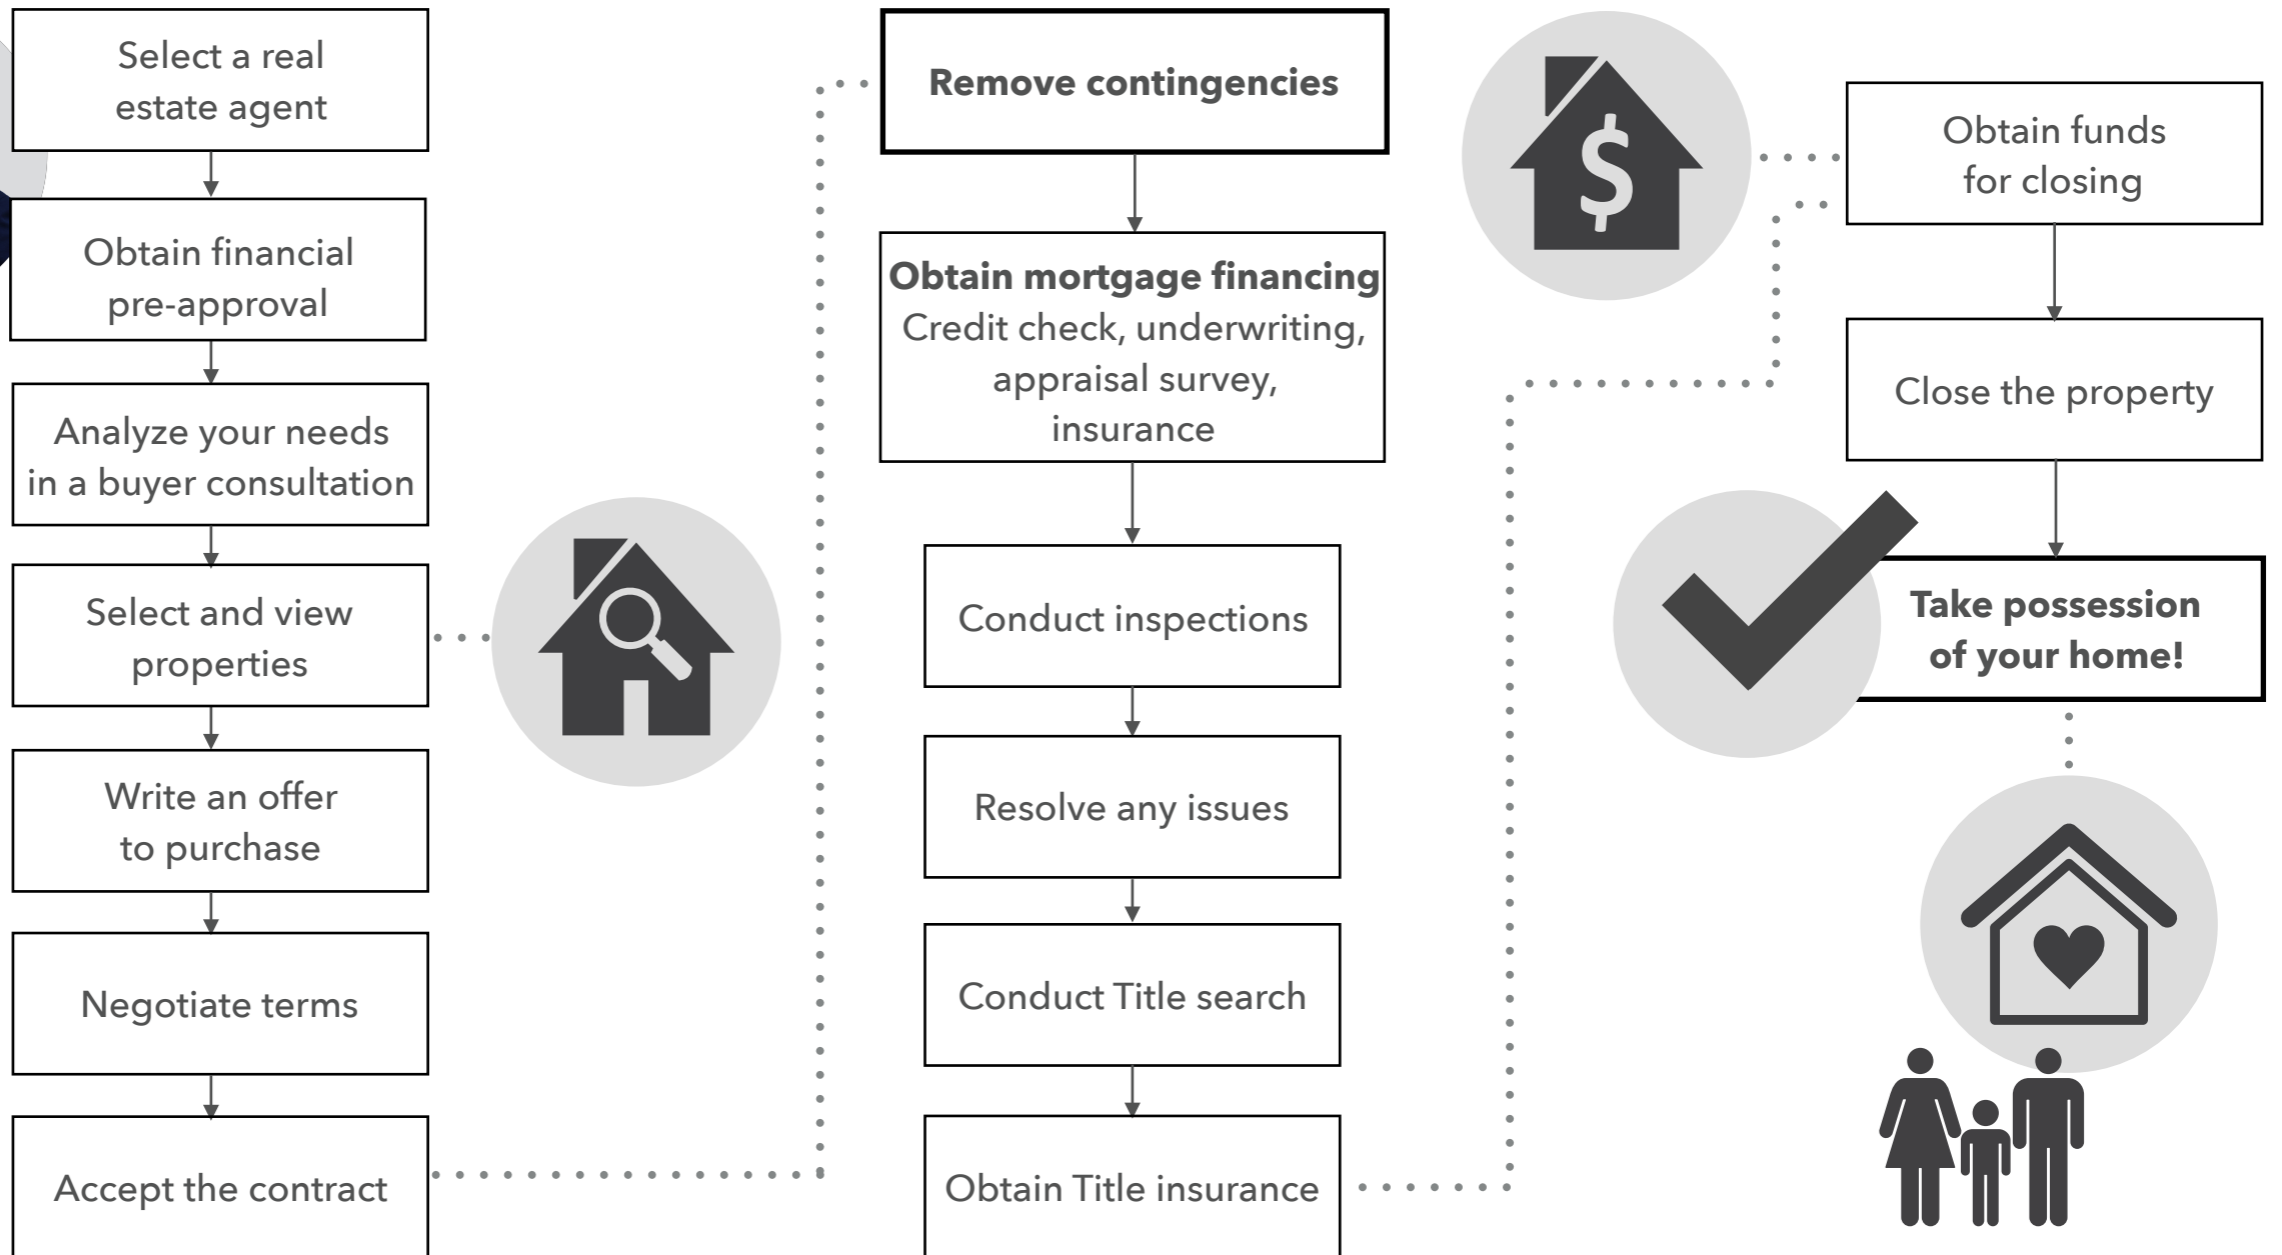 Select a real
estate agent
Obtain financial
pre-approval
Analyze your needs
in a buyer consultation
Select and view
properties
Write an offer
to purchase
Negotiate terms
Accept the contract
Remove contingencies
Obtain mortgage financing
Credit check, underwriting,
appraisal survey,
insurance
Conduct inspections
Resolve any issues
Conduct Title search
Obtain Title insurance
$
Obtain funds
for closing
Close the property
Take possession
of your home!